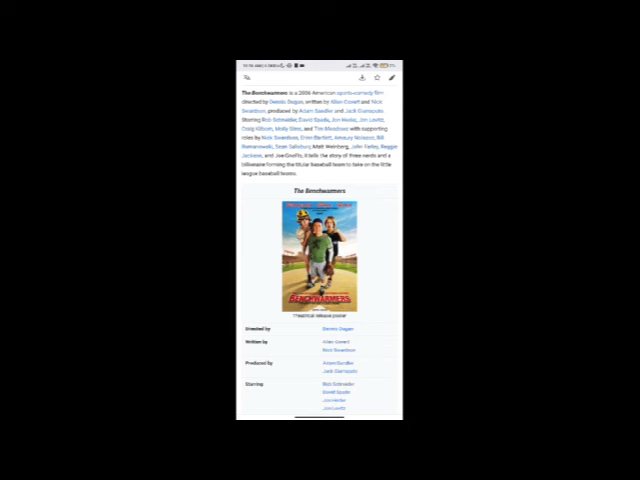 The Benchwarmers is a 2006 American sports-comedy film
directed by Dennis Dugan, written by Allen Covert and Nick
Swardson, produced by Adam Sandler and Jack Giarraputo.
Starring Rob Schneider, David Spade, Jon Heder, Jon Lovitz,
Craig Kilborn, Molly Sims, and Tim Meadows with supporting
roles by Nick Swardson, Erinn Bartlett, Amaury Nolasco, Bill
Romanowski, Sean Salisbury, Matt Weinberg, John Farley, Reggie
Jackson, and Joe Gnoffo, it tells the story of three nerds and a
billionaire forming the titular baseball team to take on the little
league baseball teams.
The Benchwarmers
BENCHWARMERS
Theatrical release poster
Directed by
Dennis Dugan
Written by
Allen Covert
Nick Swardson
Produced by
Adam Sandler
Jack Giarraputo
Starring
Rob Schneider
David Spade
Jon Heder
Jon Lovitz